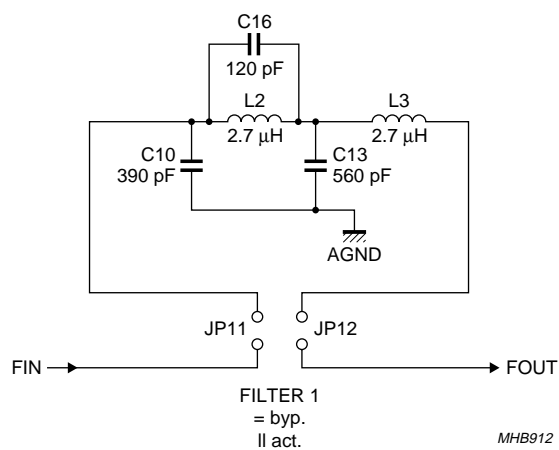 C16
120 pF
L2
2.7 μH
L3
2.7 μH
C10
390 pF
C13
560 pF
AGND
JP11
JP12
FIN
FOUT
FILTER 1
= byp.
II act.
MHB912